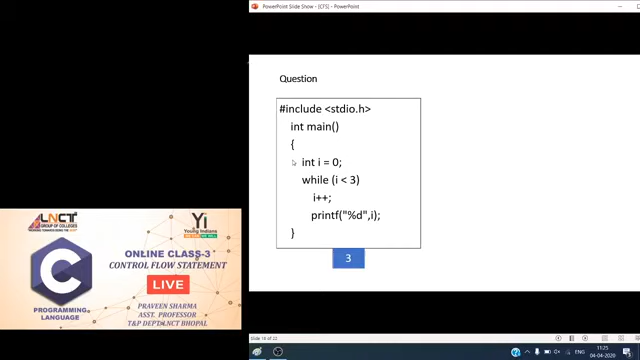 PowerPoint Slide Show - [CFS] - PowerPoint
Question
#include <stdio.h>
int main()
{
int i = 0;
while (i < 3)
i++;
printf("%d",i);
}
3
LNCT
GROUP OF COLLEGES
Yi
Young Indians
C
PROGRAMMING
LANGUAGE
ONLINE CLASS-3
CONTROL FLOW STATEMENT
LIVE
PRAVEEN SHARMA
ASST. PROFESSOR
T&P DEPT.LNCT BHOPAL
11:25
04-04-2020